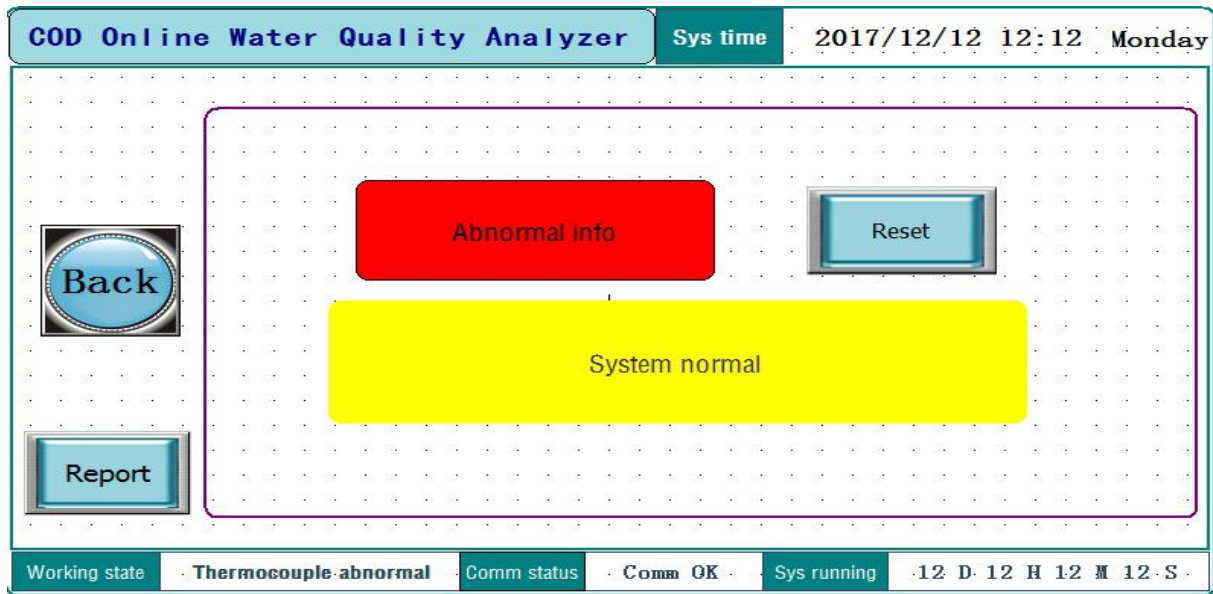 COD Online Water Quality Analyzer Sys time 2017/12/12 12:12 Monday
Abnormal info
Reset
Back
System normal
Report
Working state Thermocouple abnormal Comm status Comm OK Sys running 12 D 12 H 12 M 12 S